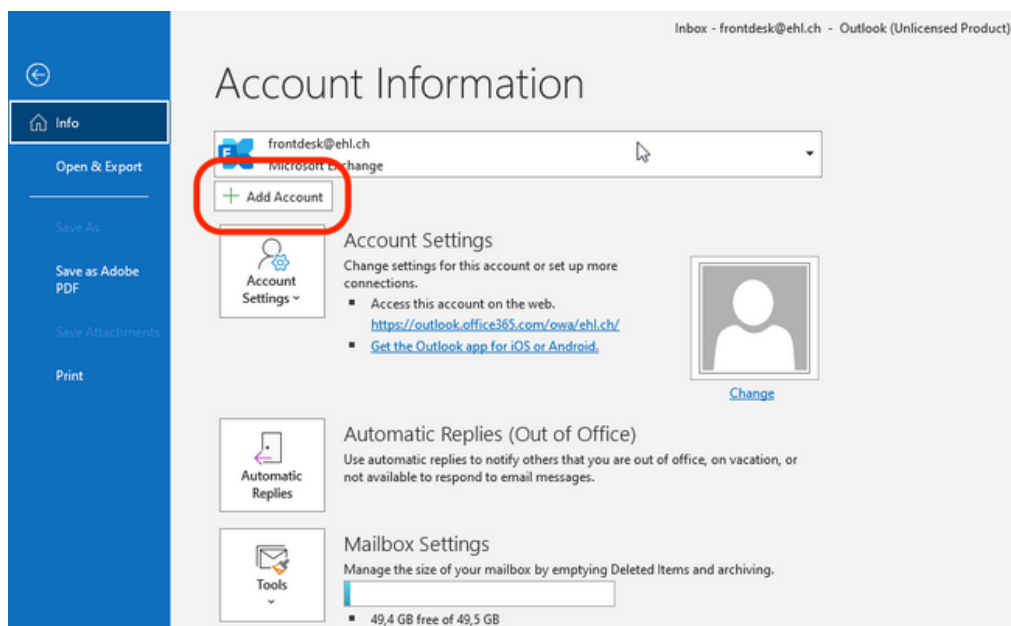 Inbox - frontdesk@ehl.ch - Outlook (Unlicensed Product)
Account Information
Info
Open & Export
Save As
Save as Adobe
PDF
Save Attachments
Print
frontdesk@ehl.ch
Microsoft Exchange
Add Account
Account
Settings
Account Settings
Change settings for this account or set up more
connections.
Access this account on the web.
https://outlook.office365.com/owa/ehl.ch/
Get the Outlook app for iOS or Android.
Change
Automatic
Replies
Automatic Replies (Out of Office)
Use automatic replies to notify others that you are out of office, on vacation, or
not available to respond to email messages.
Tools
Mailbox Settings
Manage the size of your mailbox by emptying Deleted Items and archiving.
49,4 GB free of 49,5 GB